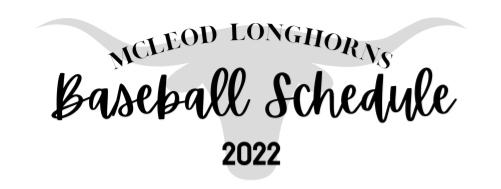 MCLEOD LONGHORNS
Baseball Schedule
2022